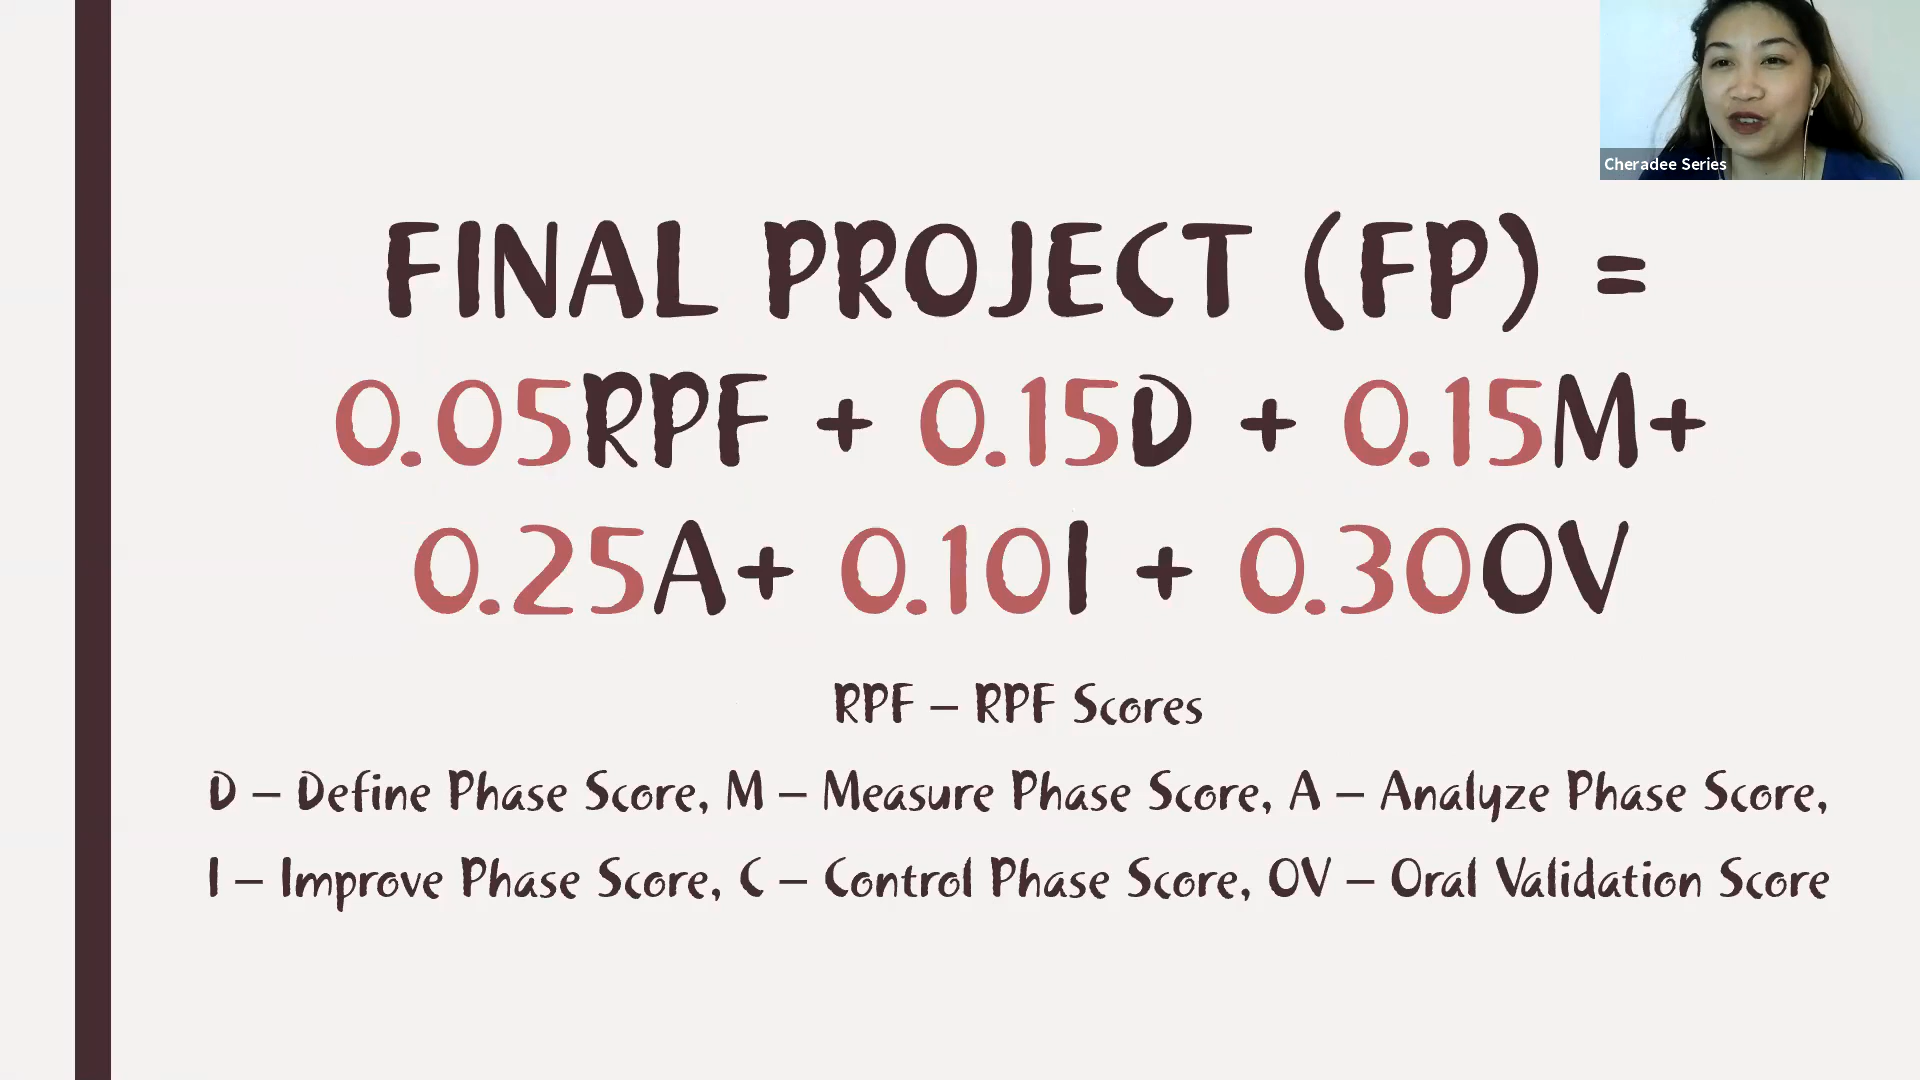 Cheradee Series
FINAL PROJECT (FP) =
0.05RPF + 0.15D + 0.15M+
0.25A+ 0.10I + 0.30OV
RPF – RPF Scores
D – Define Phase Score, M – Measure Phase Score, A – Analyze Phase Score,
I – Improve Phase Score, C – Control Phase Score, OV – Oral Validation Score